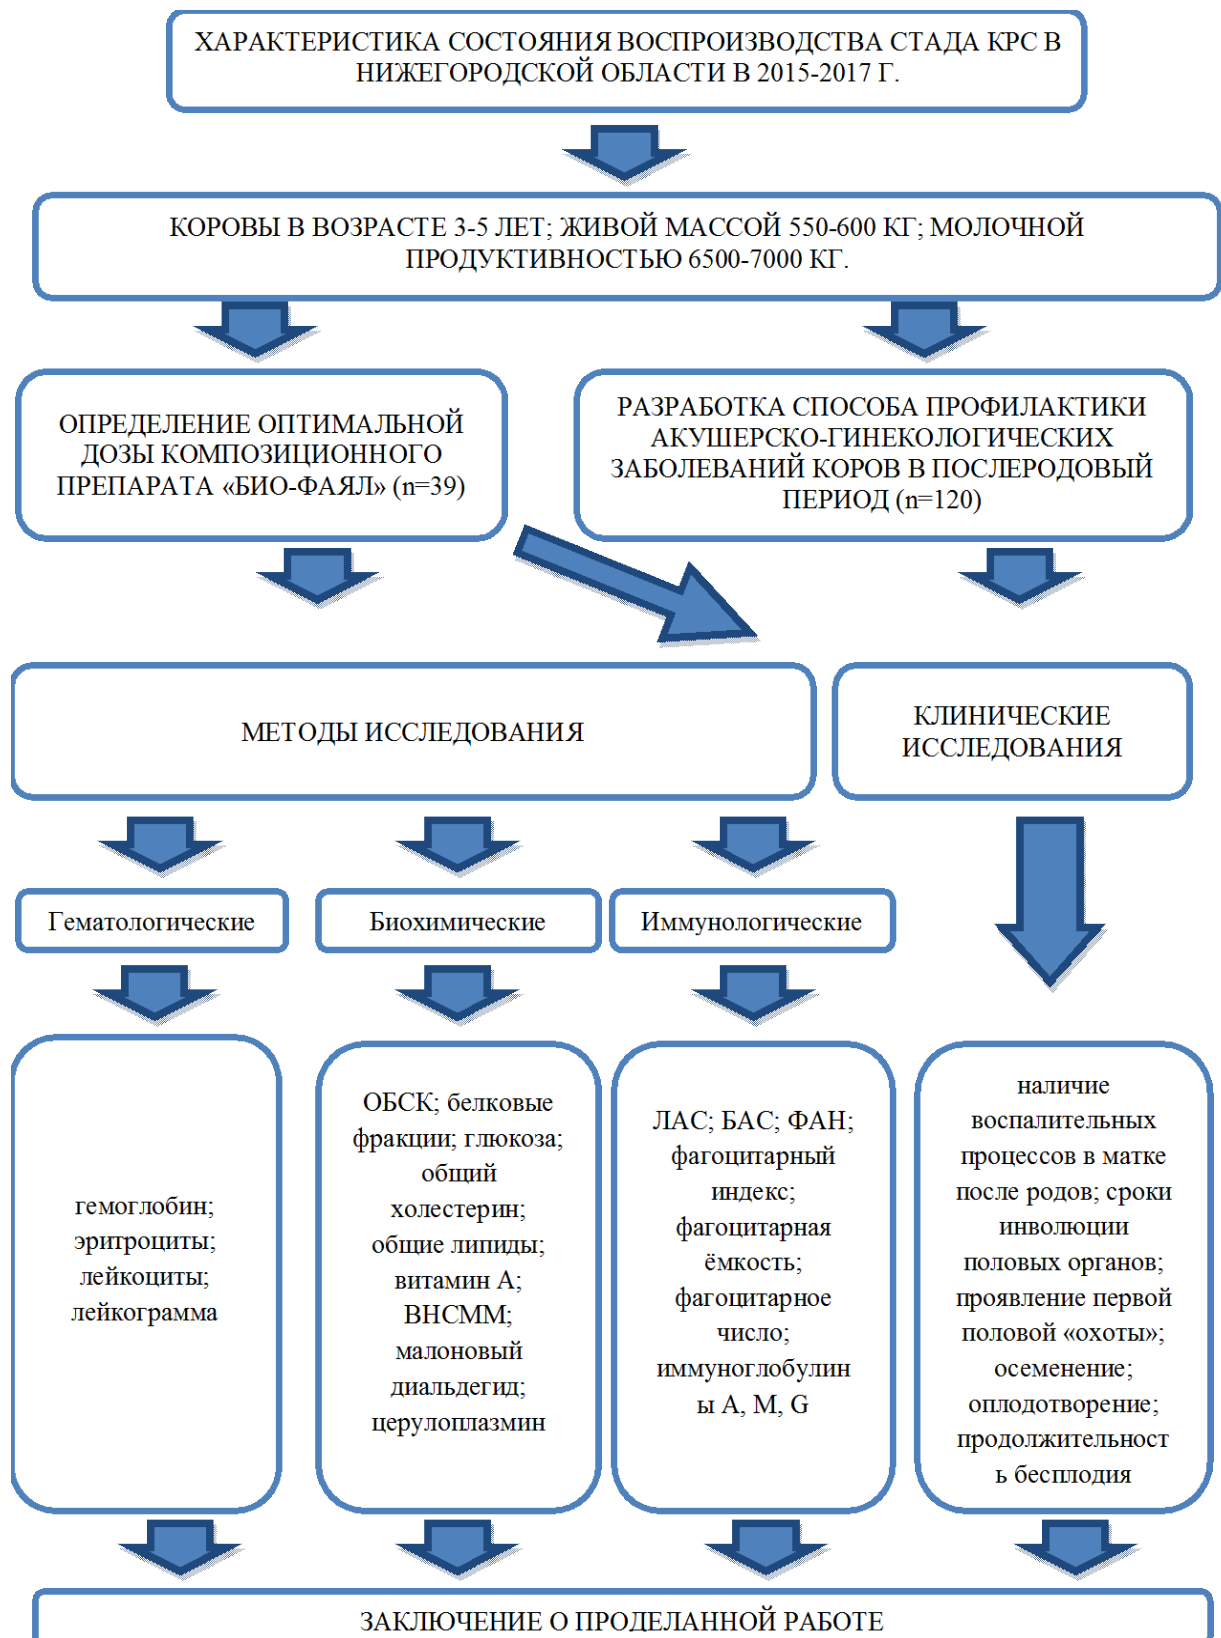 ХАРАКТЕРИСТИКА СОСТОЯНИЯ ВОСПРОИЗВОДСТВА СТАДА КРС В
НИЖЕГОРОДСКОЙ ОБЛАСТИ В 2015-2017 Г.
КОРОВЫ В ВОЗРАСТЕ 3-5 ЛЕТ; ЖИВОЙ МАССОЙ 550-600 КГ; МОЛОЧНОЙ
ПРОДУКТИВНОСТЬЮ 6500-7000 КГ.
ОПРЕДЕЛЕНИЕ ОПТИМАЛЬНОЙ
ДОЗЫ КОМПОЗИЦИОННОГО
ПРЕПАРАТА «БИО-ФАЯЛ» (n=39)
РАЗРАБОТКА СПОСОБА ПРОФИЛАКТИКИ
АКУШЕРСКО-ГИНЕКОЛОГИЧЕСКИХ
ЗАБОЛЕВАНИЙ КОРОВ В ПОСЛЕРОДОВЫЙ
ПЕРИОД (n=120)
МЕТОДЫ ИССЛЕДОВАНИЯ
КЛИНИЧЕСКИЕ
ИССЛЕДОВАНИЯ
Гематологические
Биохимические
Иммунологические
гемоглобин;
эритроциты;
лейкоциты;
лейкограмма
ОБСК; белковые
фракции; глюкоза;
общий
холестерин;
общие липиды;
витамин А;
ВНСММ;
малоновый
диальдегид;
церулоплазмин
ЛАС; БАС; ФАН;
фагоцитарный
индекс;
фагоцитарная
ёмкость;
фагоцитарное
число;
иммуноглобулин
ы А, М, G
наличие
воспалительных
процессов в матке
после родов; сроки
инволюции
половых органов;
проявление первой
половой «охоты»;
осеменение;
оплодотворение;
продолжительност
ь бесплодия
ЗАКЛЮЧЕНИЕ О ПРОДЕЛАННОЙ РАБОТЕ